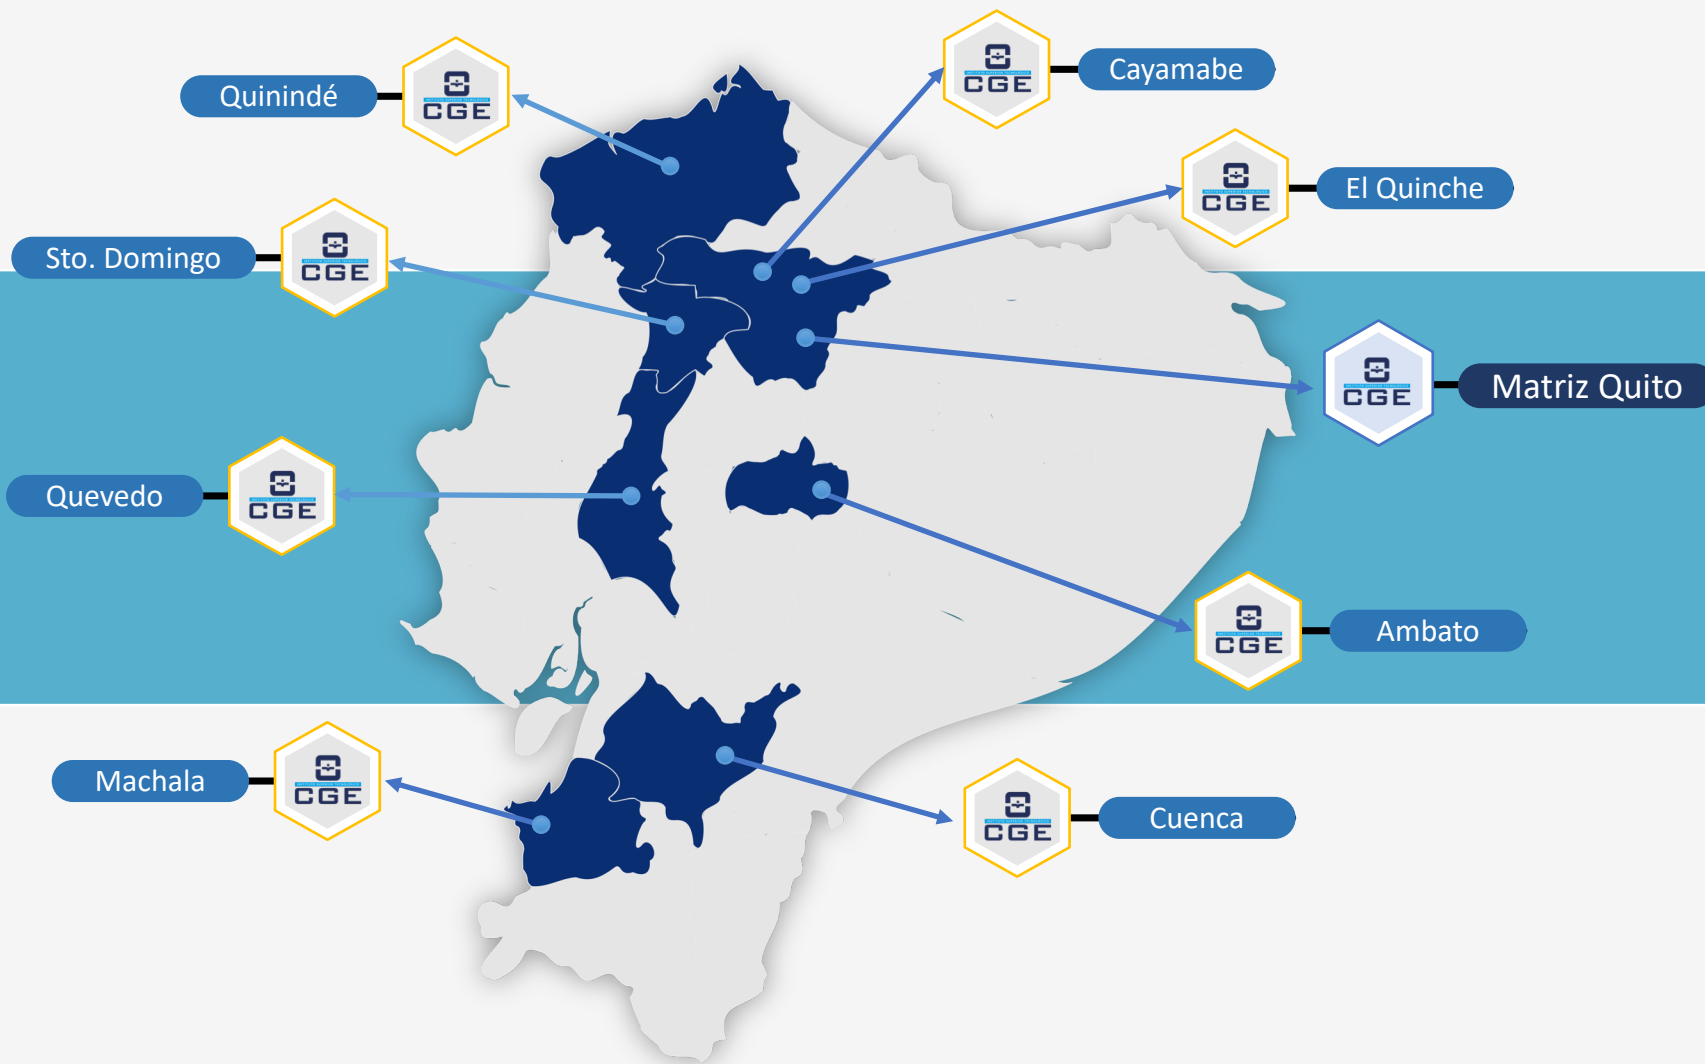 Quinindé
CGE
CGE
Cayamabe
CGE
El Quinche
Sto. Domingo
CGE
CGE
Matriz Quito
Quevedo
CGE
CGE
Ambato
Machala
CGE
CGE
Cuenca